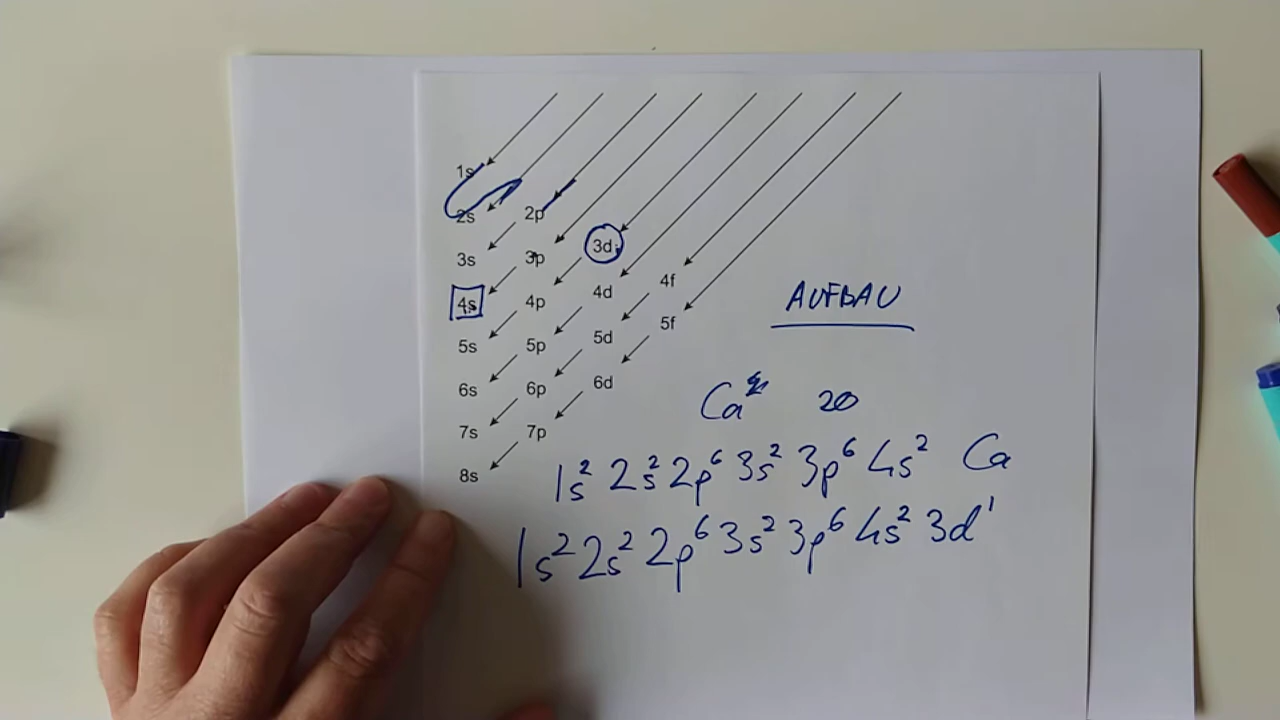 1s
2s 2p
3s 3p 3d
4s 4p 4d 4f
5s 5p 5d 5f
6s 6p 6d
7s 7p
8s
AUFBAU
Ca 20
1s² 2s² 2p⁶ 3s² 3p⁶ 4s² Ca
1s² 2s² 2p⁶ 3s² 3p⁶ 4s² 3d¹